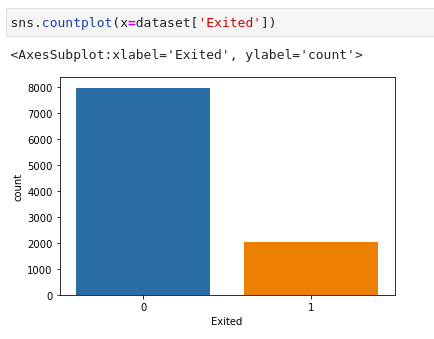 sns.countplot(x=dataset['Exited'])
<AxesSubplot:xlabel='Exited', ylabel='count'>
8000
7000
6000
5000
4000
3000
2000
1000
0
count
0 1
Exited